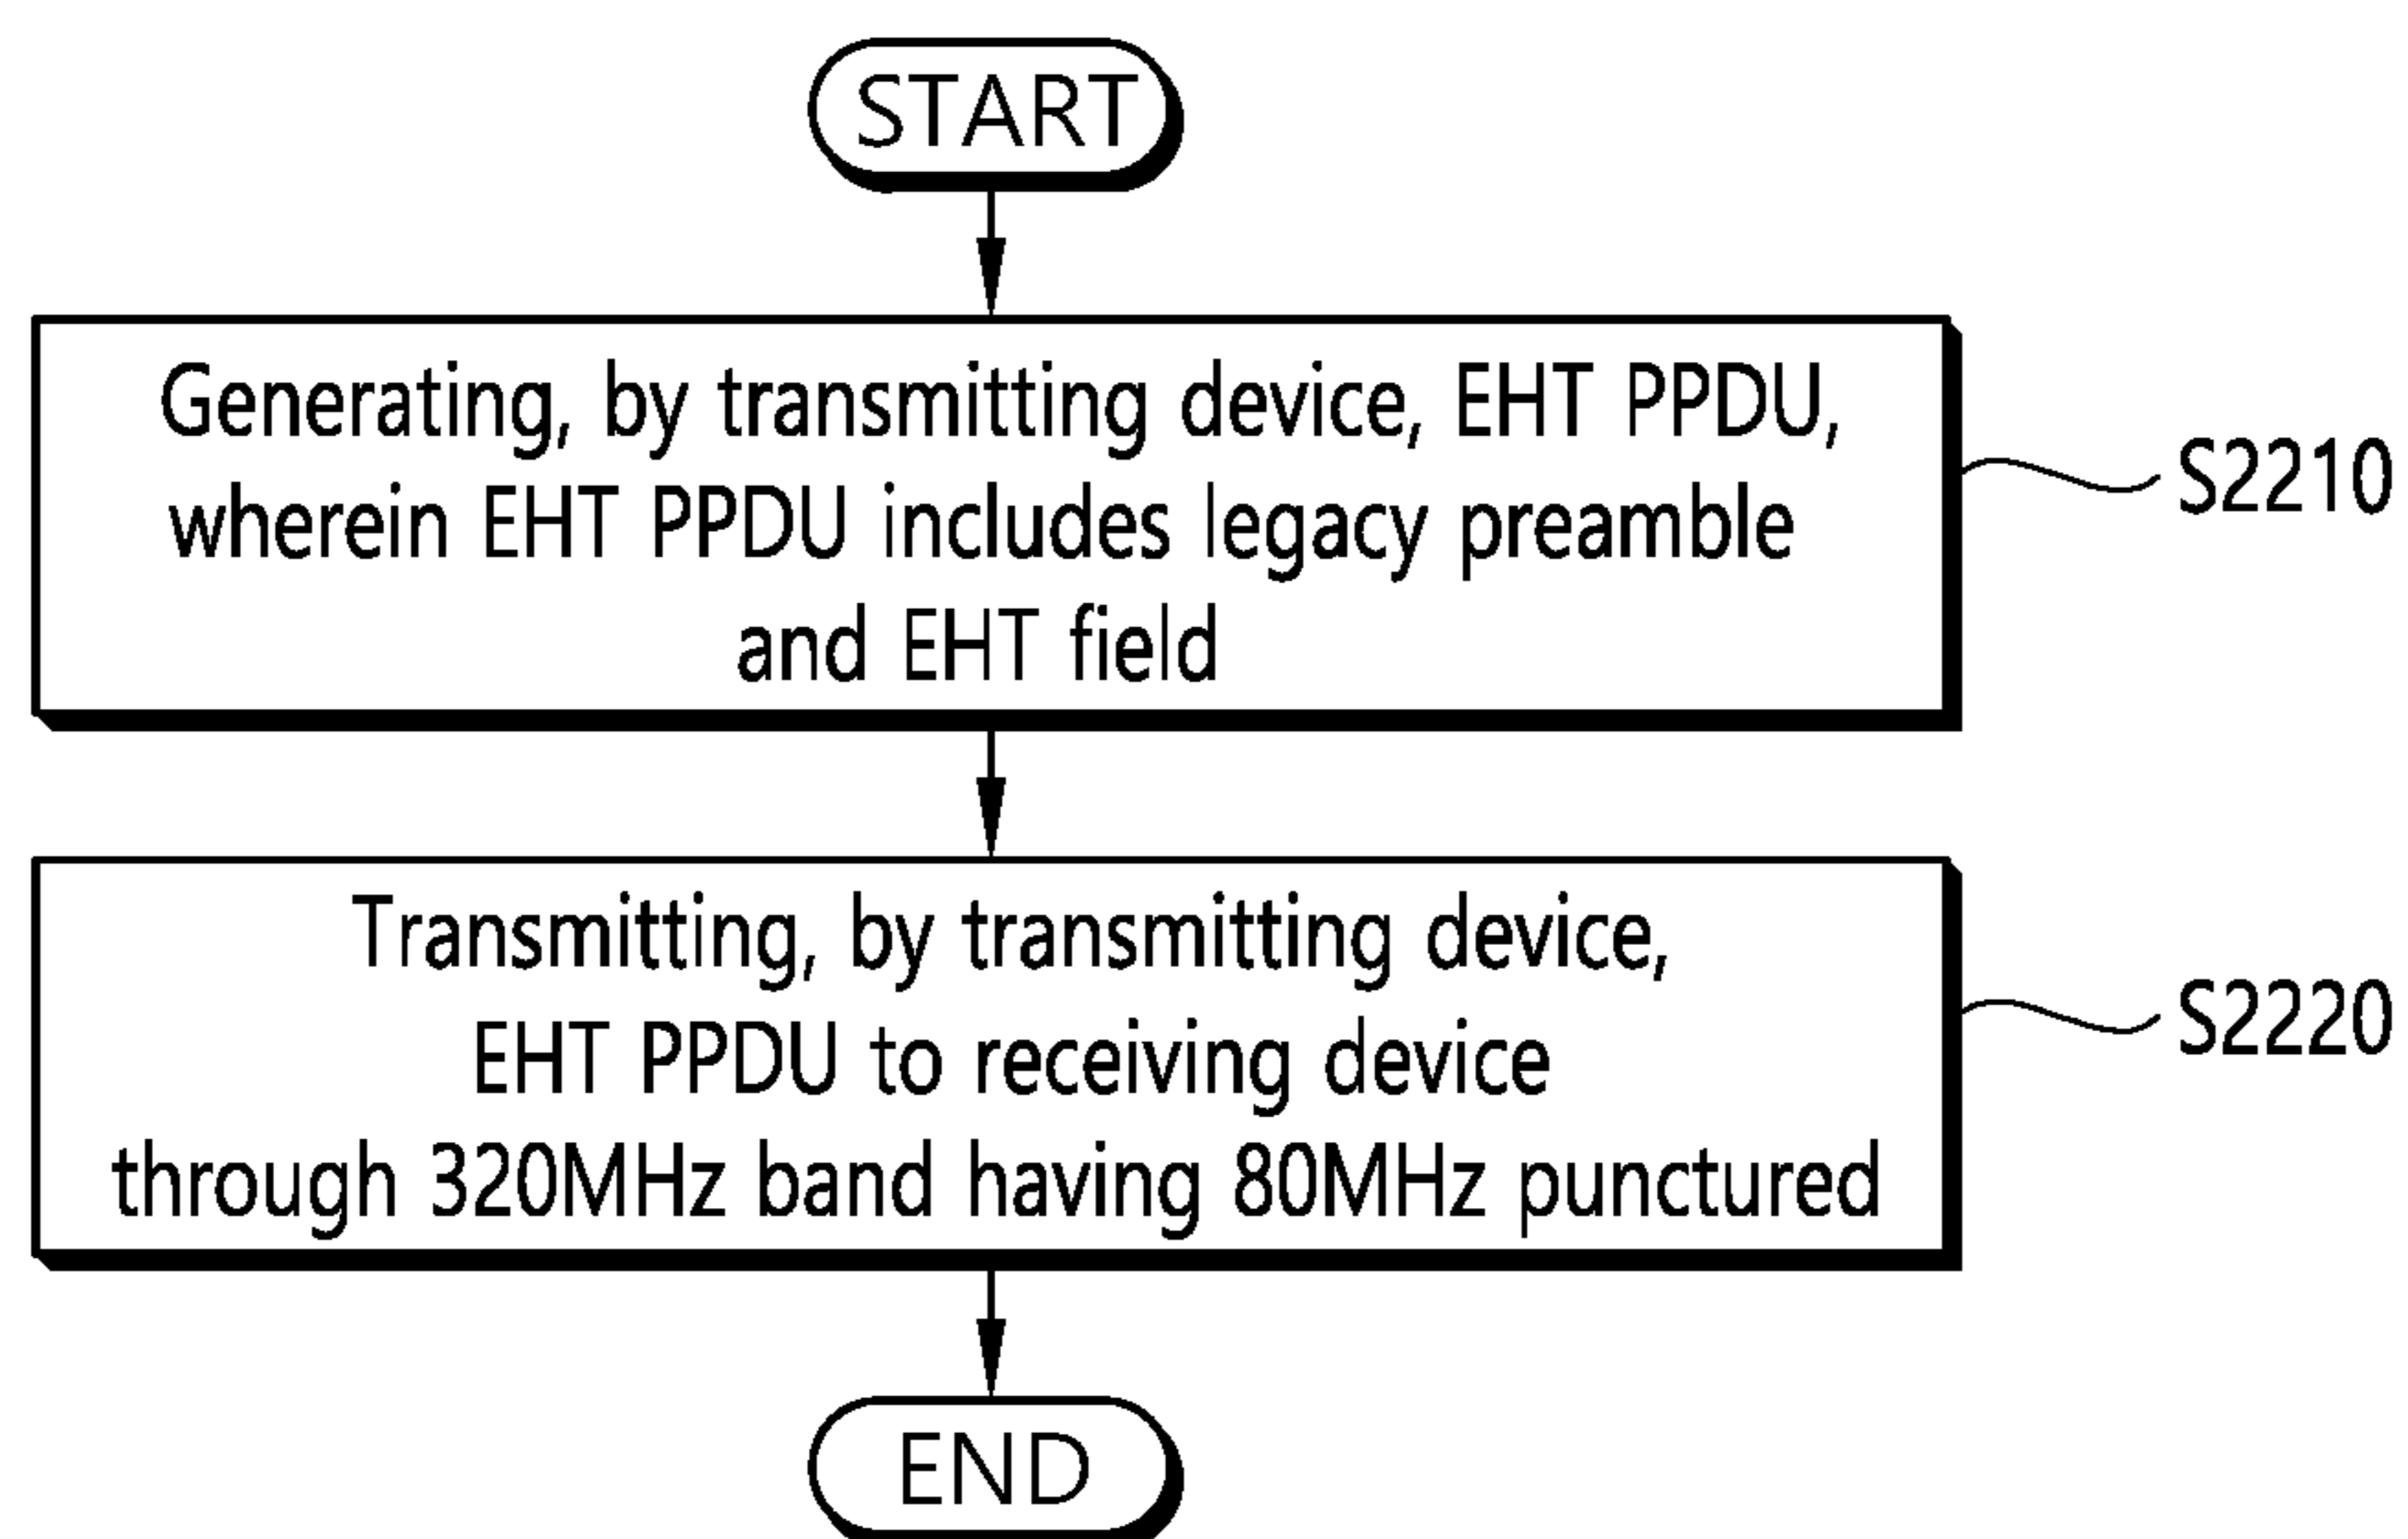 START
Generating, by transmitting device, EHT PPDU,
wherein EHT PPDU includes legacy preamble
and EHT field
S2210
Transmitting, by transmitting device,
EHT PPDU to receiving device
through 320MHz band having 80MHz punctured
S2220
END